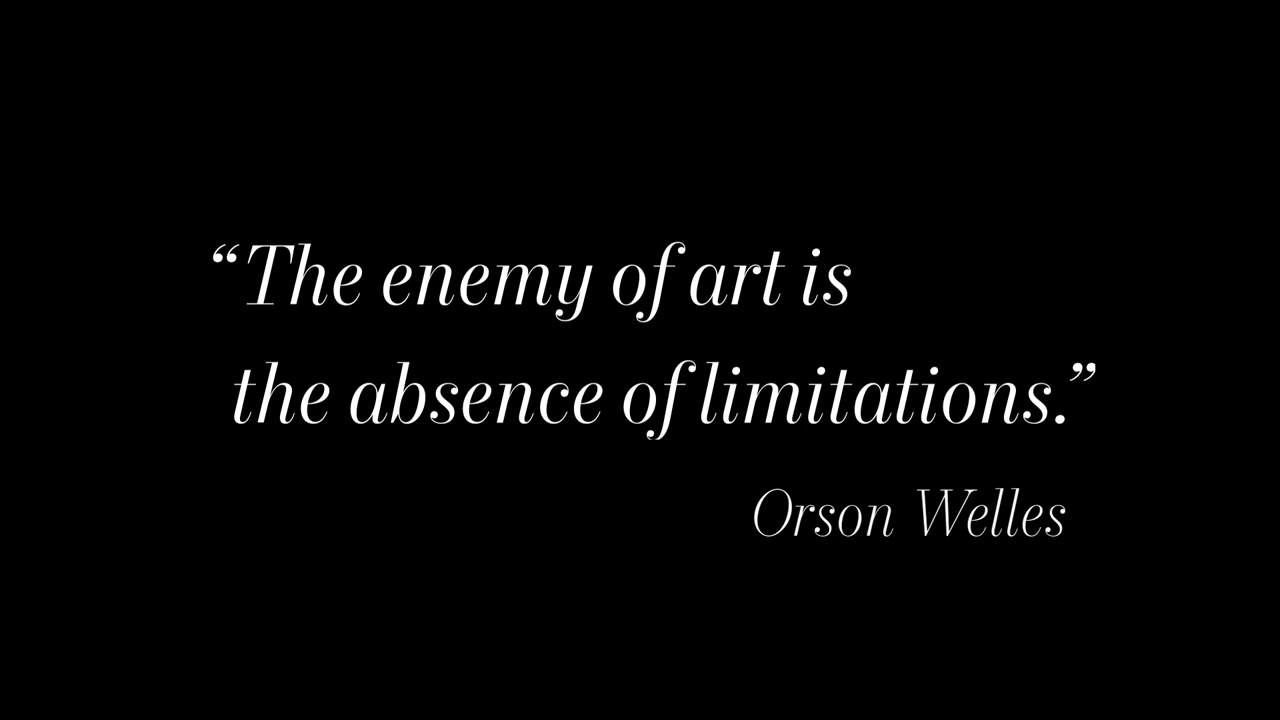 “The enemy of art is
the absence of limitations.”
Orson Welles